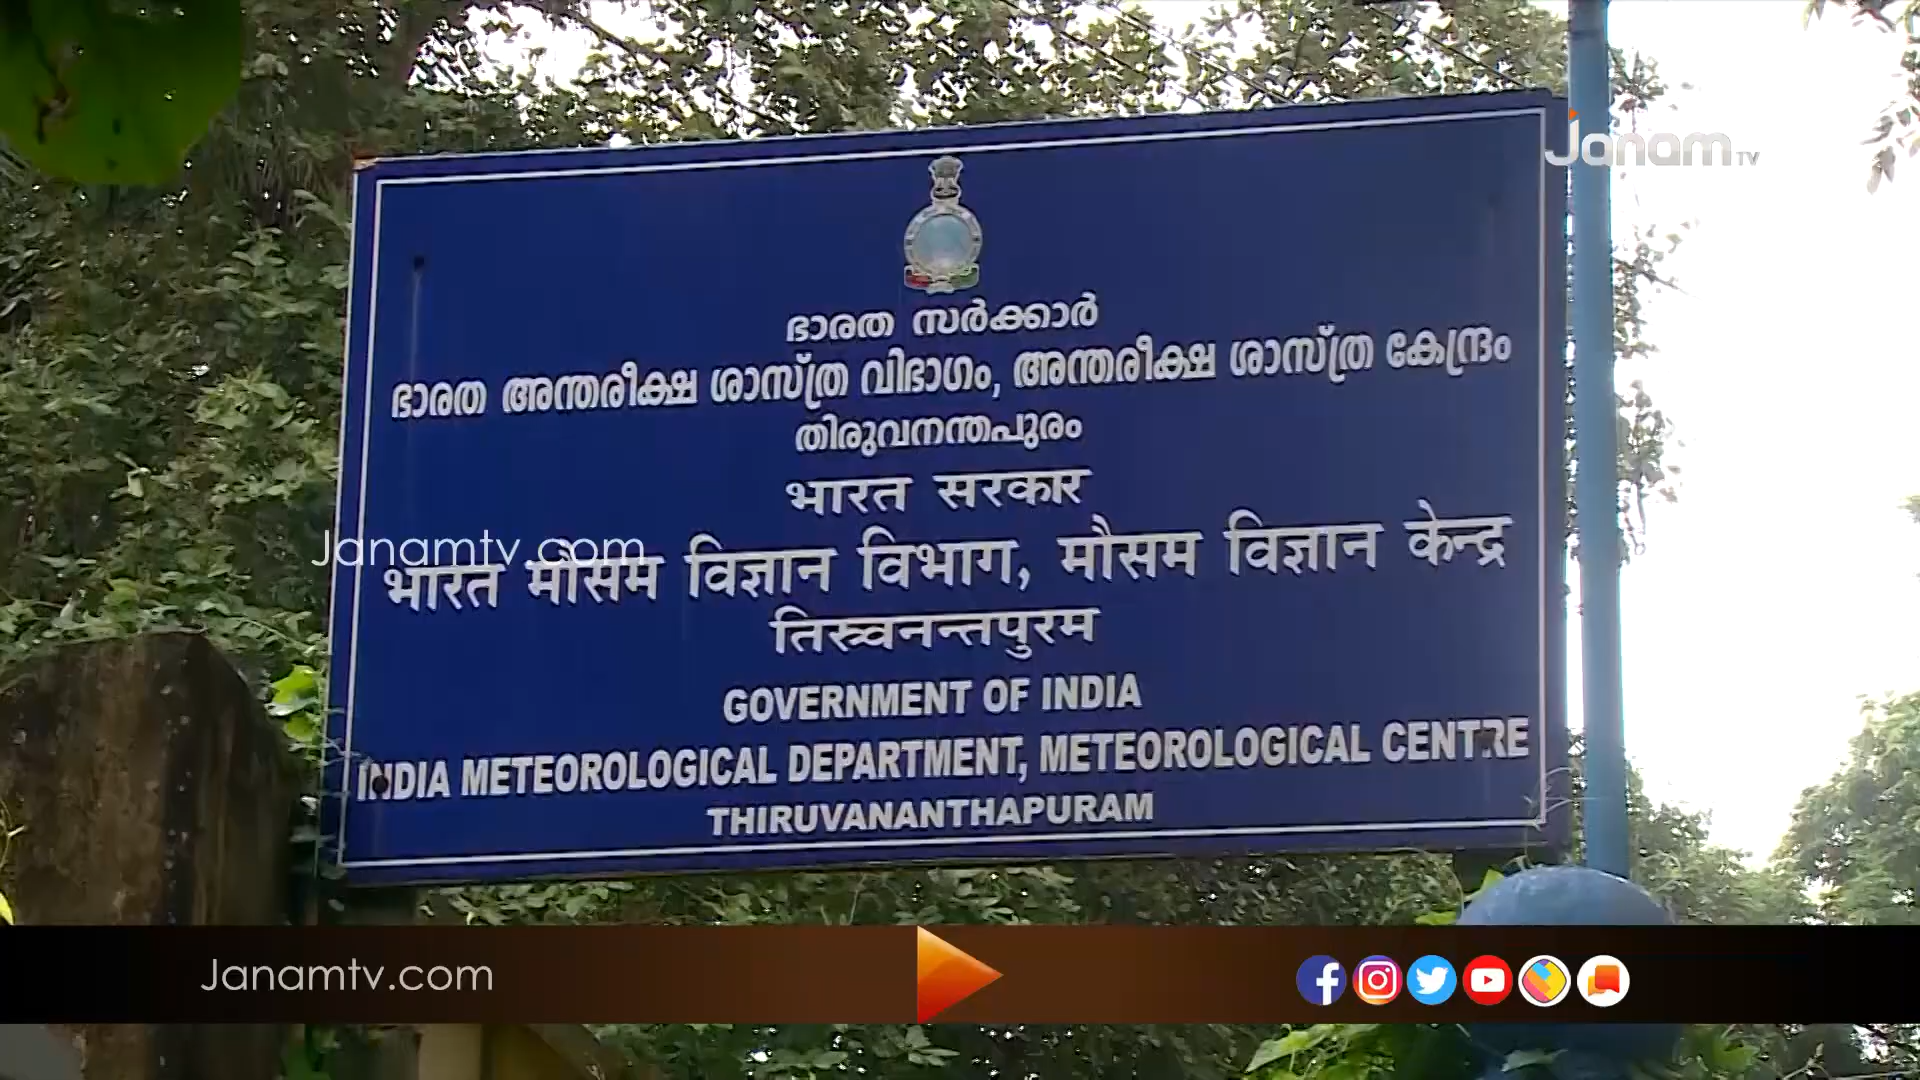 Janam TV
ഭാരത സർക്കാർ
ഭാരത അന്തരീക്ഷ ശാസ്ത്ര വിഭാഗം, അന്തരീക്ഷ ശാസ്ത്ര കേന്ദ്രം
തിരുവനന്തപുരം
भारत सरकार
Janamtv.com
भारत मौसम विज्ञान विभाग, मौसम विज्ञान केन्द्र
तिरूवनन्तपुरम
GOVERNMENT OF INDIA
INDIA METEOROLOGICAL DEPARTMENT, METEOROLOGICAL CENTRE
THIRUVANANTHAPURAM
Janamtv.com